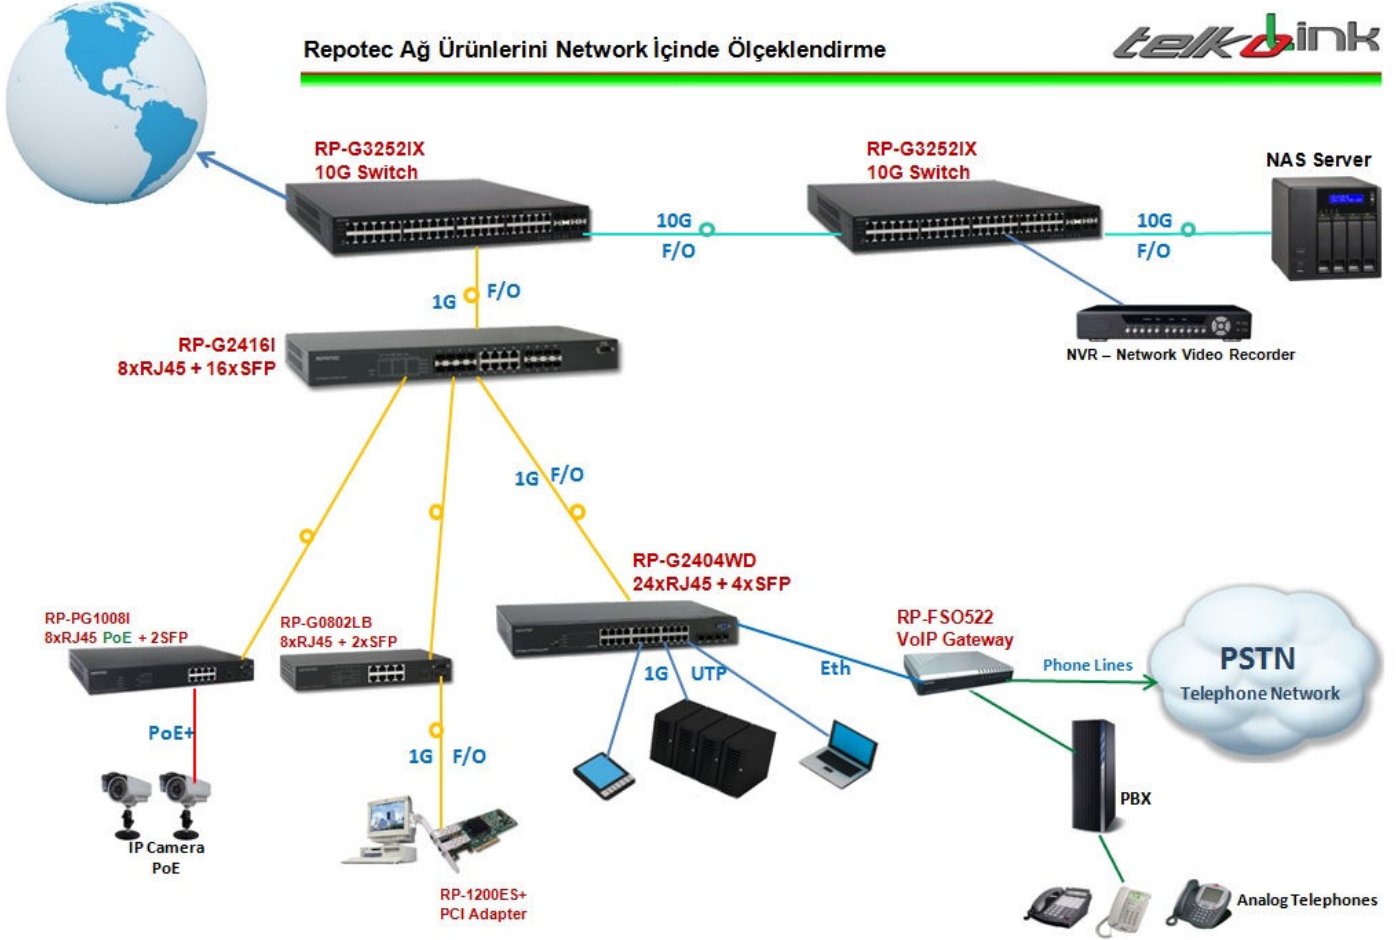 Repotec Ağ Ürünlerini Network İçinde Ölçeklendirme
telkoLink
RP-G3252IX
10G Switch
RP-G3252IX
10G Switch
NAS Server
10G
F/O
10G
F/O
1G
F/O
NVR – Network Video Recorder
RP-G2416I
8xRJ45 + 16xSFP
1G
F/O
RP-G2404WD
24xRJ45 + 4xSFP
RP-PG1008I
8xRJ45 PoE + 2SFP
RP-G0802LB
8xRJ45 + 2xSFP
RP-FSO522
VoIP Gateway
1G
UTP
Eth
Phone Lines
PSTN
Telephone Network
PoE+
1G
F/O
PBX
IP Camera
PoE
RP-1200ES+
PCI Adapter
Analog Telephones